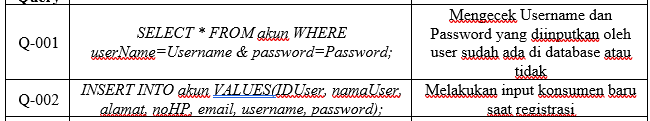 Query
Q-001
SELECT * FROM akun WHERE
userName=Username & password=Password;
Mengecek Username dan
Password yang diinputkan oleh
user sudah ada di database atau
tidak
Q-002
INSERT INTO akun VALUES(IDUser, namaUser,
alamat, noHP, email, username, password);
Melakukan input konsumen baru
saat registrasi